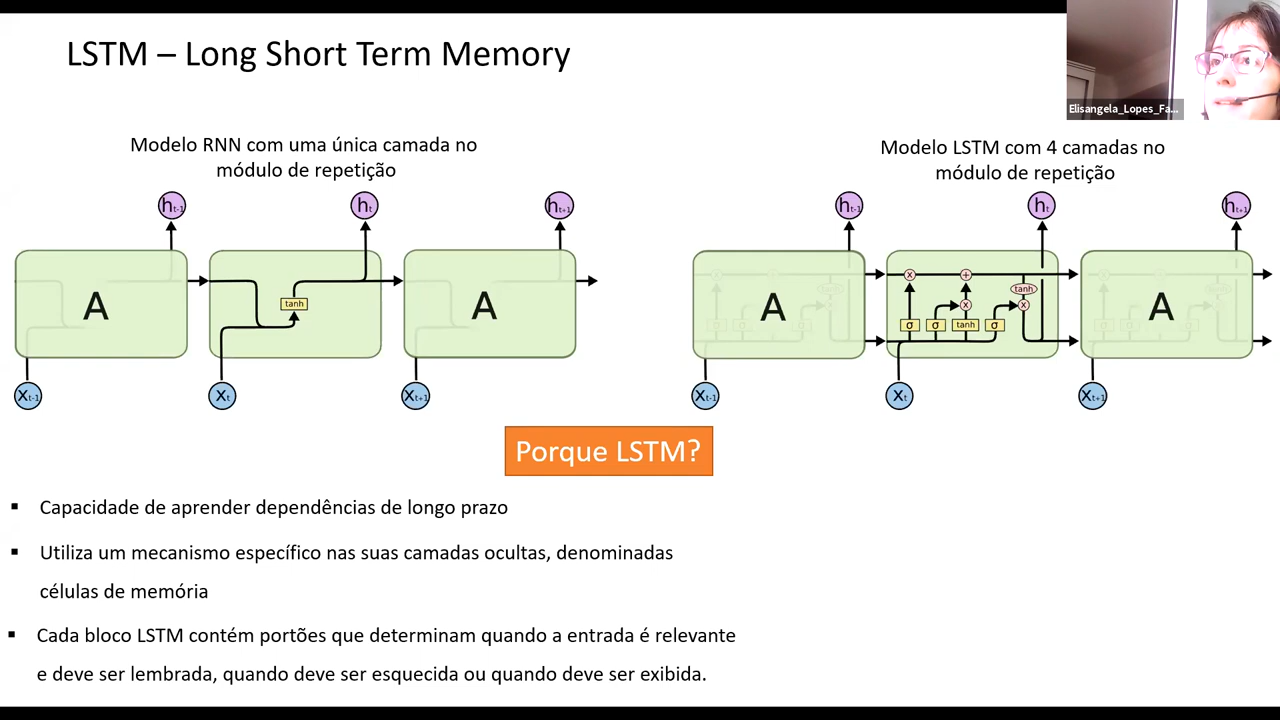 LSTM – Long Short Term Memory
Elisangela_Lopes_Fa...
Modelo RNN com uma única camada no
módulo de repetição
h t-1
h t
h t+1
A
tanh
A
X t-1
X t
X t+1
Modelo LSTM com 4 camadas no
módulo de repetição
h t-1
h t
h t+1
A
x
+
tanh
x
x
σ
σ
tanh
σ
A
X t-1
X t
X t+1
Porque LSTM?
▪ Capacidade de aprender dependências de longo prazo
▪ Utiliza um mecanismo específico nas suas camadas ocultas, denominadas
células de memória
▪ Cada bloco LSTM contém portões que determinam quando a entrada é relevante
e deve ser lembrada, quando deve ser esquecida ou quando deve ser exibida.